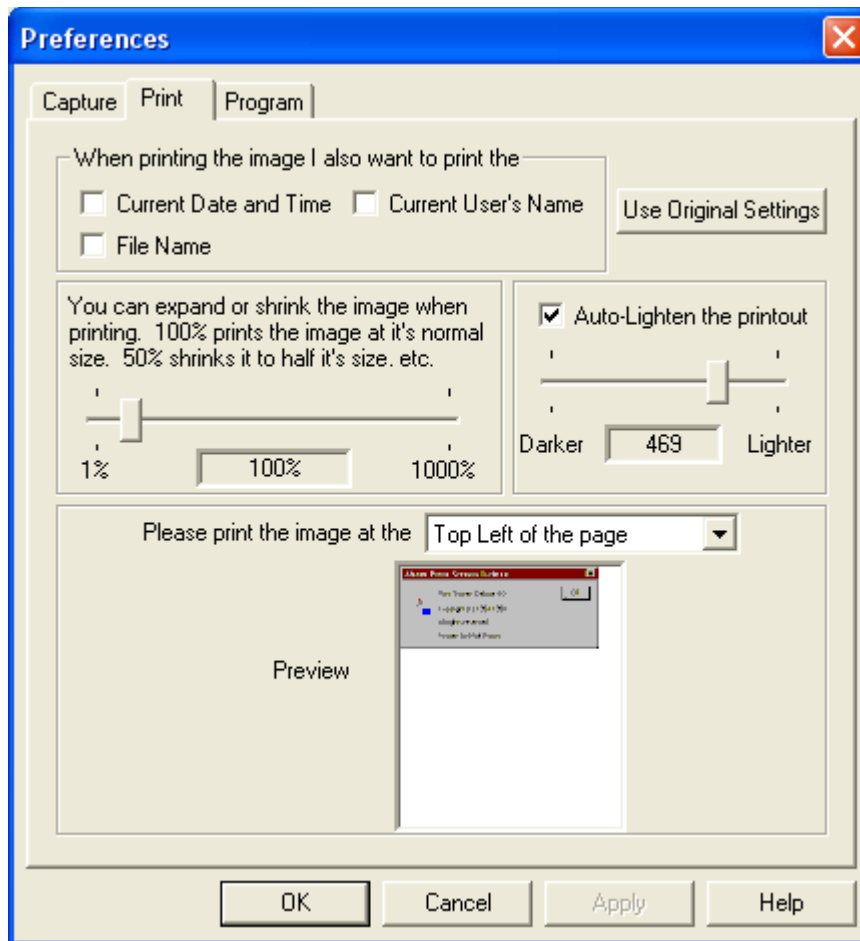 Preferences
Capture Print Program
When printing the image I also want to print the
Current Date and Time Current User's Name
File Name
Use Original Settings
You can expand or shrink the image when
printing. 100% prints the image at it's normal
size. 50% shrinks it to half it's size. etc.
1% 100% 1000%
Auto-Lighten the printout
Darker 469 Lighter
Please print the image at the Top Left of the page
Preview
OK Cancel Apply Help